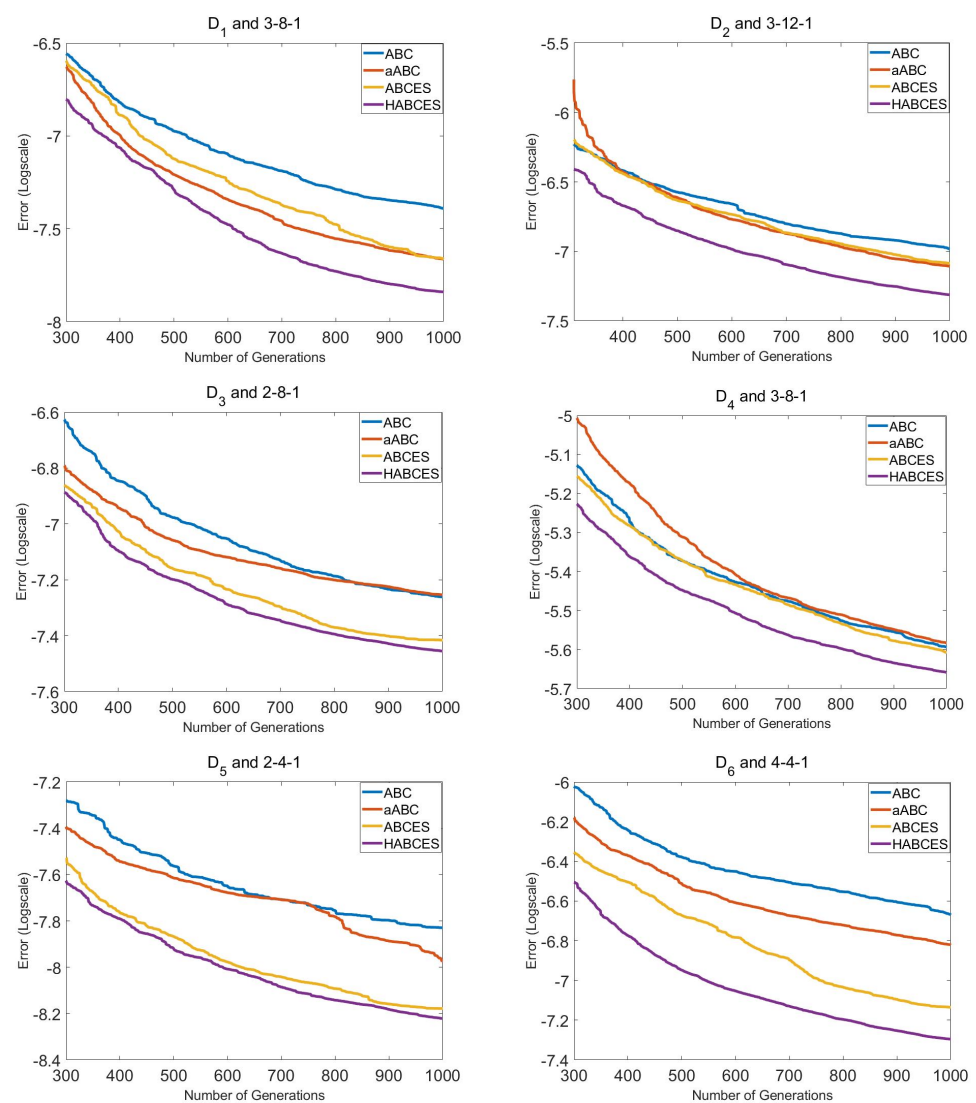 D1 and 3-8-1
-6.5
-7
-7.5
-8
Error (Logscale)
300 400 500 600 700 800 900 1000
Number of Generations
ABC
aABC
ABCES
HABCES
D2 and 3-12-1
-5.5
-6
-6.5
-7
-7.5
Error (Logscale)
400 500 600 700 800 900 1000
Number of Generations
ABC
aABC
ABCES
HABCES
D3 and 2-8-1
-6.6
-6.8
-7
-7.2
-7.4
-7.6
Error (Logscale)
300 400 500 600 700 800 900 1000
Number of Generations
ABC
aABC
ABCES
HABCES
D4 and 3-8-1
-5
-5.1
-5.2
-5.3
-5.4
-5.5
-5.6
-5.7
Error (Logscale)
300 400 500 600 700 800 900 1000
Number of Generations
ABC
aABC
ABCES
HABCES
D5 and 2-4-1
-7.2
-7.4
-7.6
-7.8
-8
-8.2
-8.4
Error (Logscale)
300 400 500 600 700 800 900 1000
Number of Generations
ABC
aABC
ABCES
HABCES
D6 and 4-4-1
-6
-6.2
-6.4
-6.6
-6.8
-7
-7.2
-7.4
Error (Logscale)
300 400 500 600 700 800 900 1000
Number of Generations
ABC
aABC
ABCES
HABCES